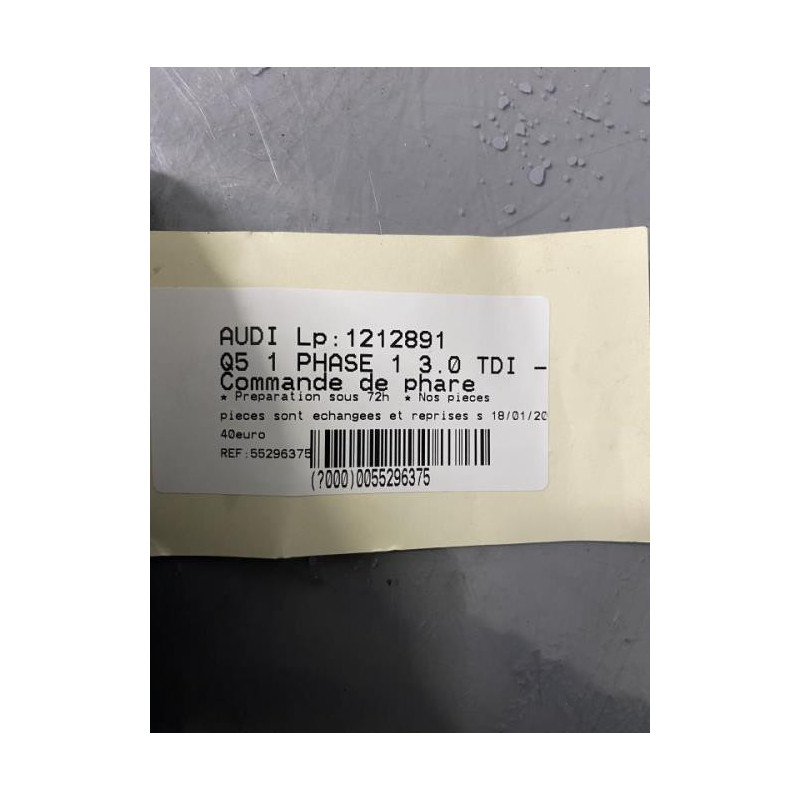 AUDI Lp:1212891
Q5 1 PHASE 1 3.0 TDI -
Commande de phare
* Preparation sous 72h * Nos pieces
pieces sont echangees et reprises s 18/01/20
40euro
REF:55296375
(?000)0055296375